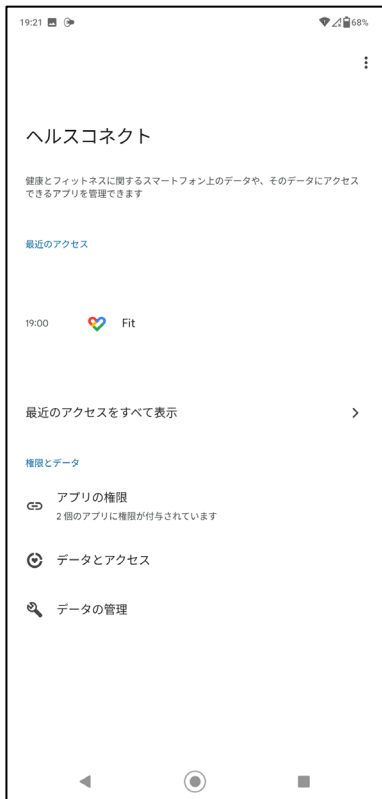 19:21 68%
ヘルスコネクト
健康とフィットネスに関するスマートフォン上のデータや、そのデータにアクセス
できるアプリを管理できます
最近のアクセス
19:00 Fit
最近のアクセスをすべて表示
権限とデータ
アプリの権限
2 個のアプリに権限が付与されています
データとアクセス
データの管理